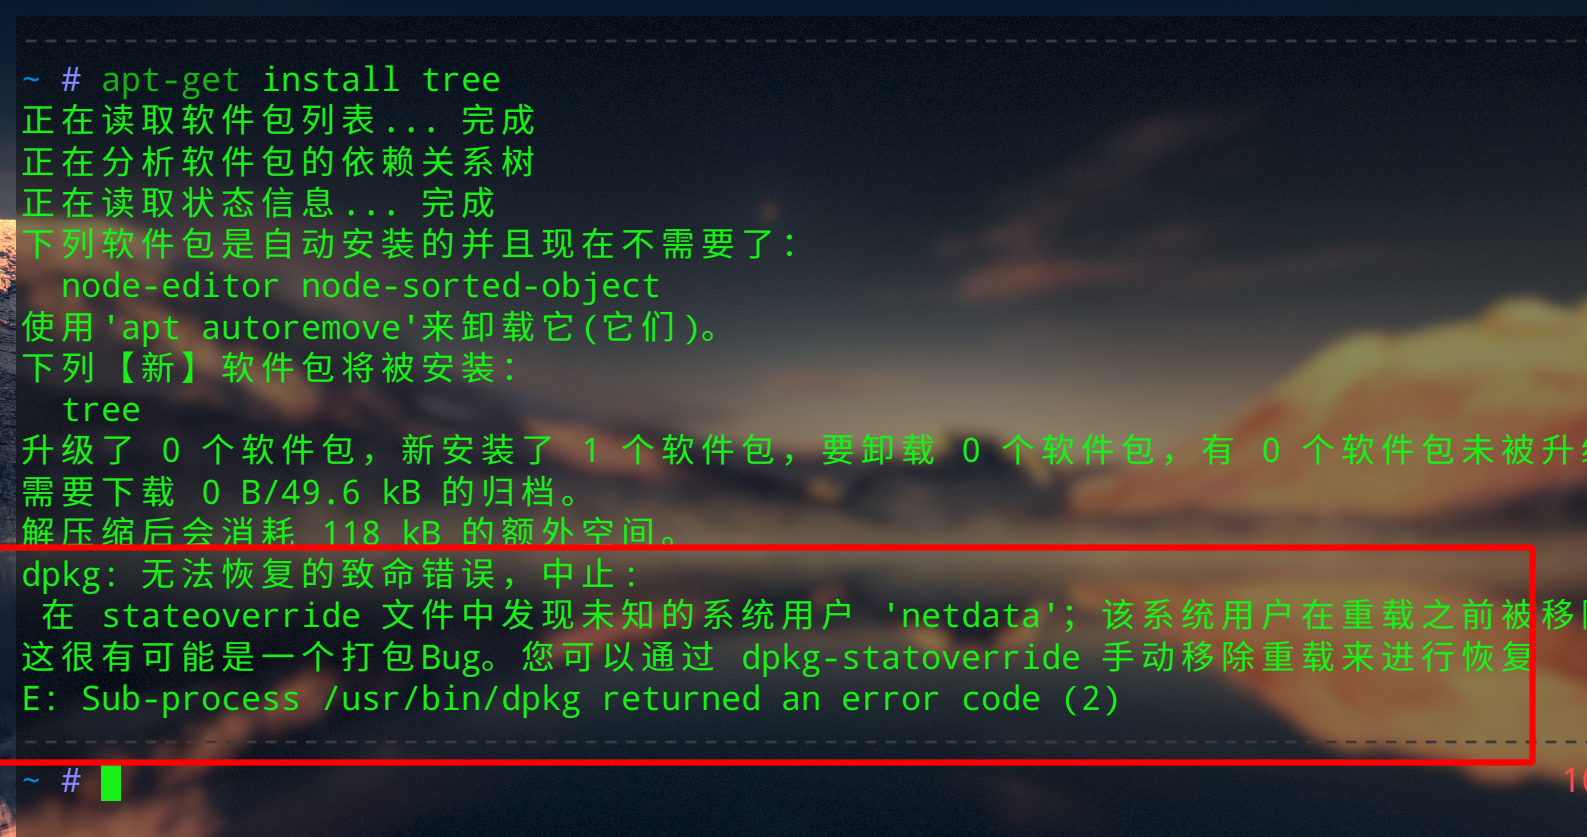 ~ # apt-get install tree
正在读取软件包列表... 完成
正在分析软件包的依赖关系树
正在读取状态信息... 完成
下列软件包是自动安装的并且现在不需要了：
node-editor node-sorted-object
使用'apt autoremove'来卸载它(它们)。
下列【新】软件包将被安装：
tree
升级了 0 个软件包，新安装了 1 个软件包，要卸载 0 个软件包，有 0 个软件包未被升
需要下载 0 B/49.6 kB 的归档。
解压缩后会消耗 118 kB 的额外空间。
dpkg: 无法恢复的致命错误，中止：
在 stateoverride 文件中发现未知的系统用户 'netdata'；该系统用户在重载之前被移
这很有可能是一个打包Bug。您可以通过 dpkg-statoverride 手动移除重载来进行恢复
E: Sub-process /usr/bin/dpkg returned an error code (2)
~ #